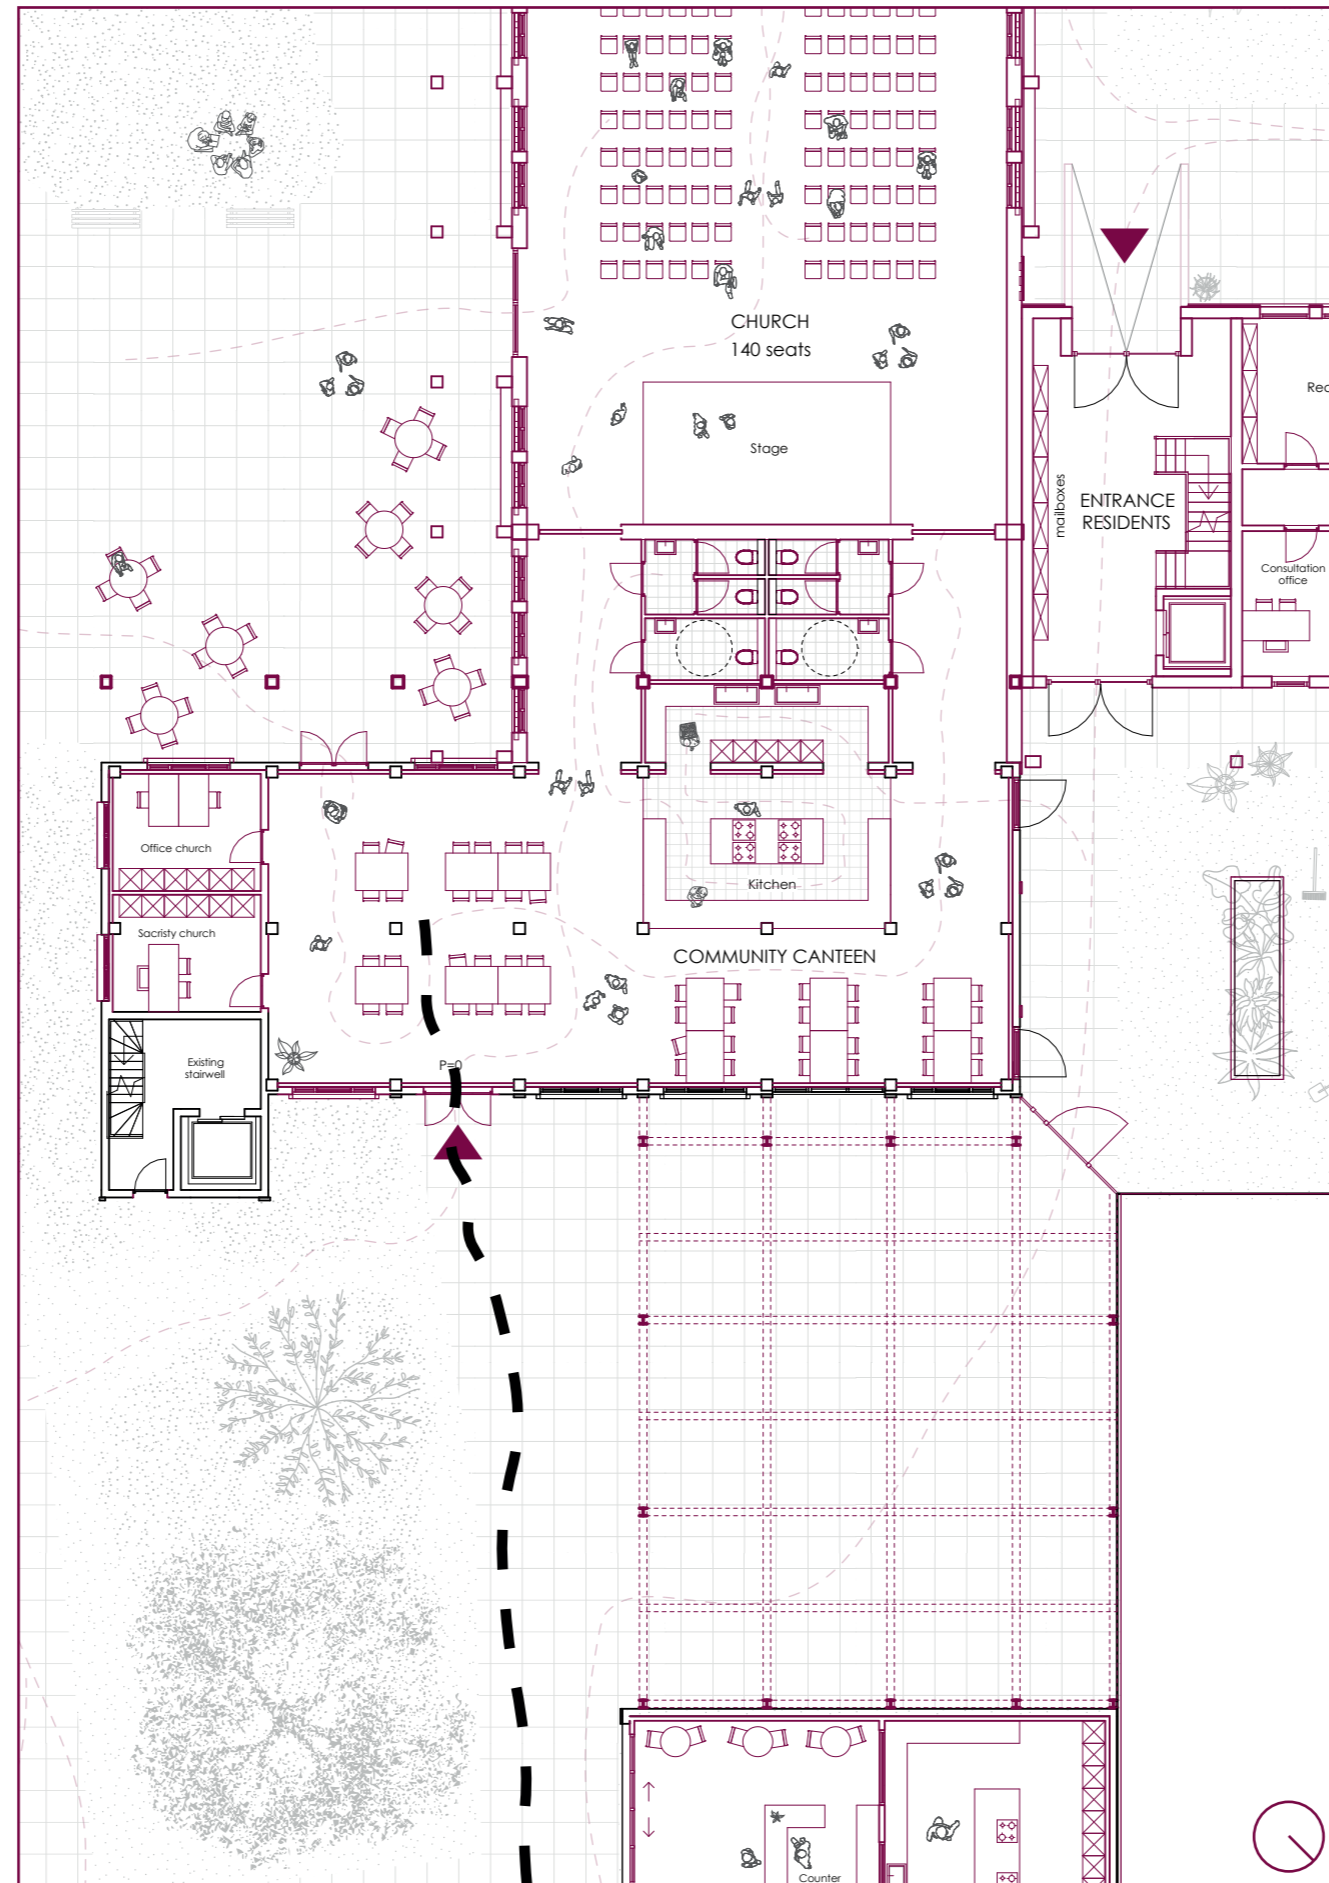 CHURCH
140 seats
Stage
mailboxes
ENTRANCE
RESIDENTS
Rec
Consultation
office
Office church
Sacristy church
Existing
stairwell
Kitchen
COMMUNITY CANTEEN
P=0
Counter